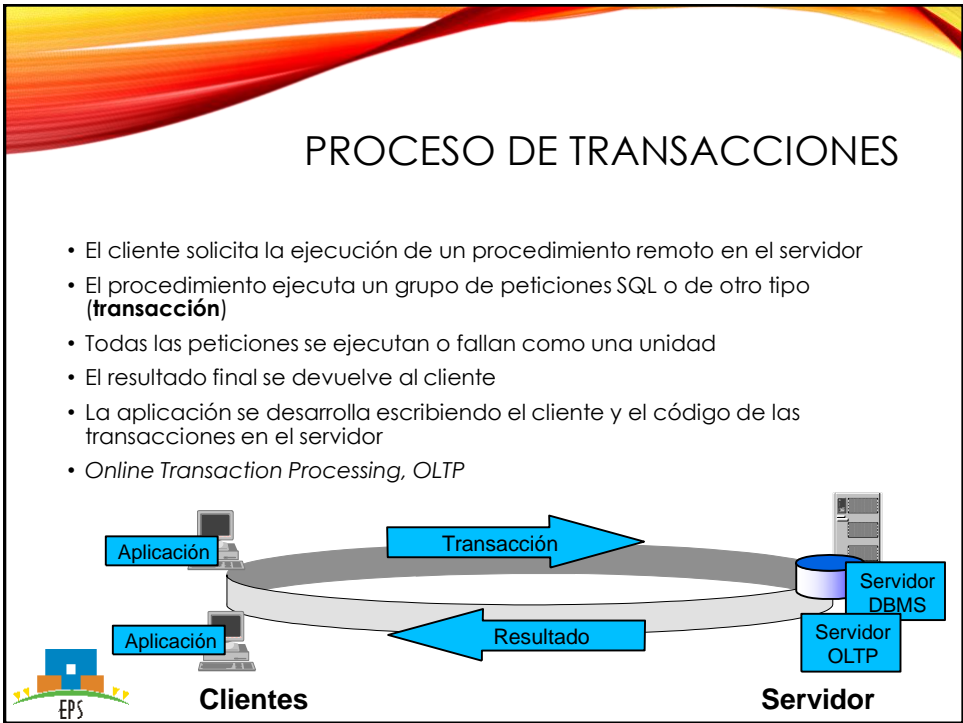 PROCESO DE TRANSACCIONES
• El cliente solicita la ejecución de un procedimiento remoto en el servidor
• El procedimiento ejecuta un grupo de peticiones SQL o de otro tipo
(transacción)
• Todas las peticiones se ejecutan o fallan como una unidad
• El resultado final se devuelve al cliente
• La aplicación se desarrolla escribiendo el cliente y el código de las
transacciones en el servidor
• Online Transaction Processing, OLTP
Aplicación
Transacción
Servidor
DBMS
Aplicación
Resultado
Servidor
OLTP
EPS
Clientes
Servidor